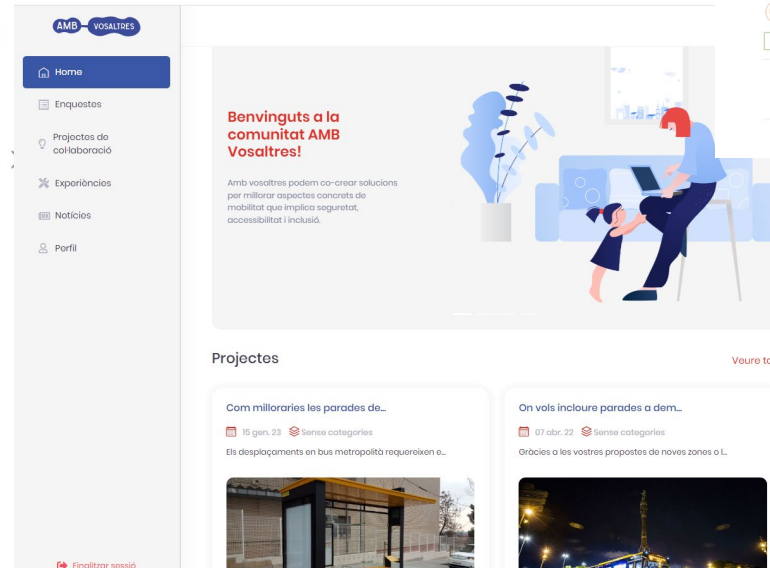 AMB VOSALTRES
Home
Enquestes
Projectes de
col·laboració
Experiències
Notícies
Perfil
Finalitzar sessió
Benvinguts a la
comunitat AMB
Vosaltres!
Amb vosaltres podem co-crear solucions
per millorar aspectes concrets de
mobilitat que implica seguretat,
accessibilitat i inclusió.
Projectes
Veure to
Com milloraries les parades de...
15 gen. 23 Sense categories
Els desplaçaments en bus metropolità requereixen e...
On vols incloure parades a dem...
07 abr. 22 Sense categories
Gràcies a les vostres propostes de noves zones o l...